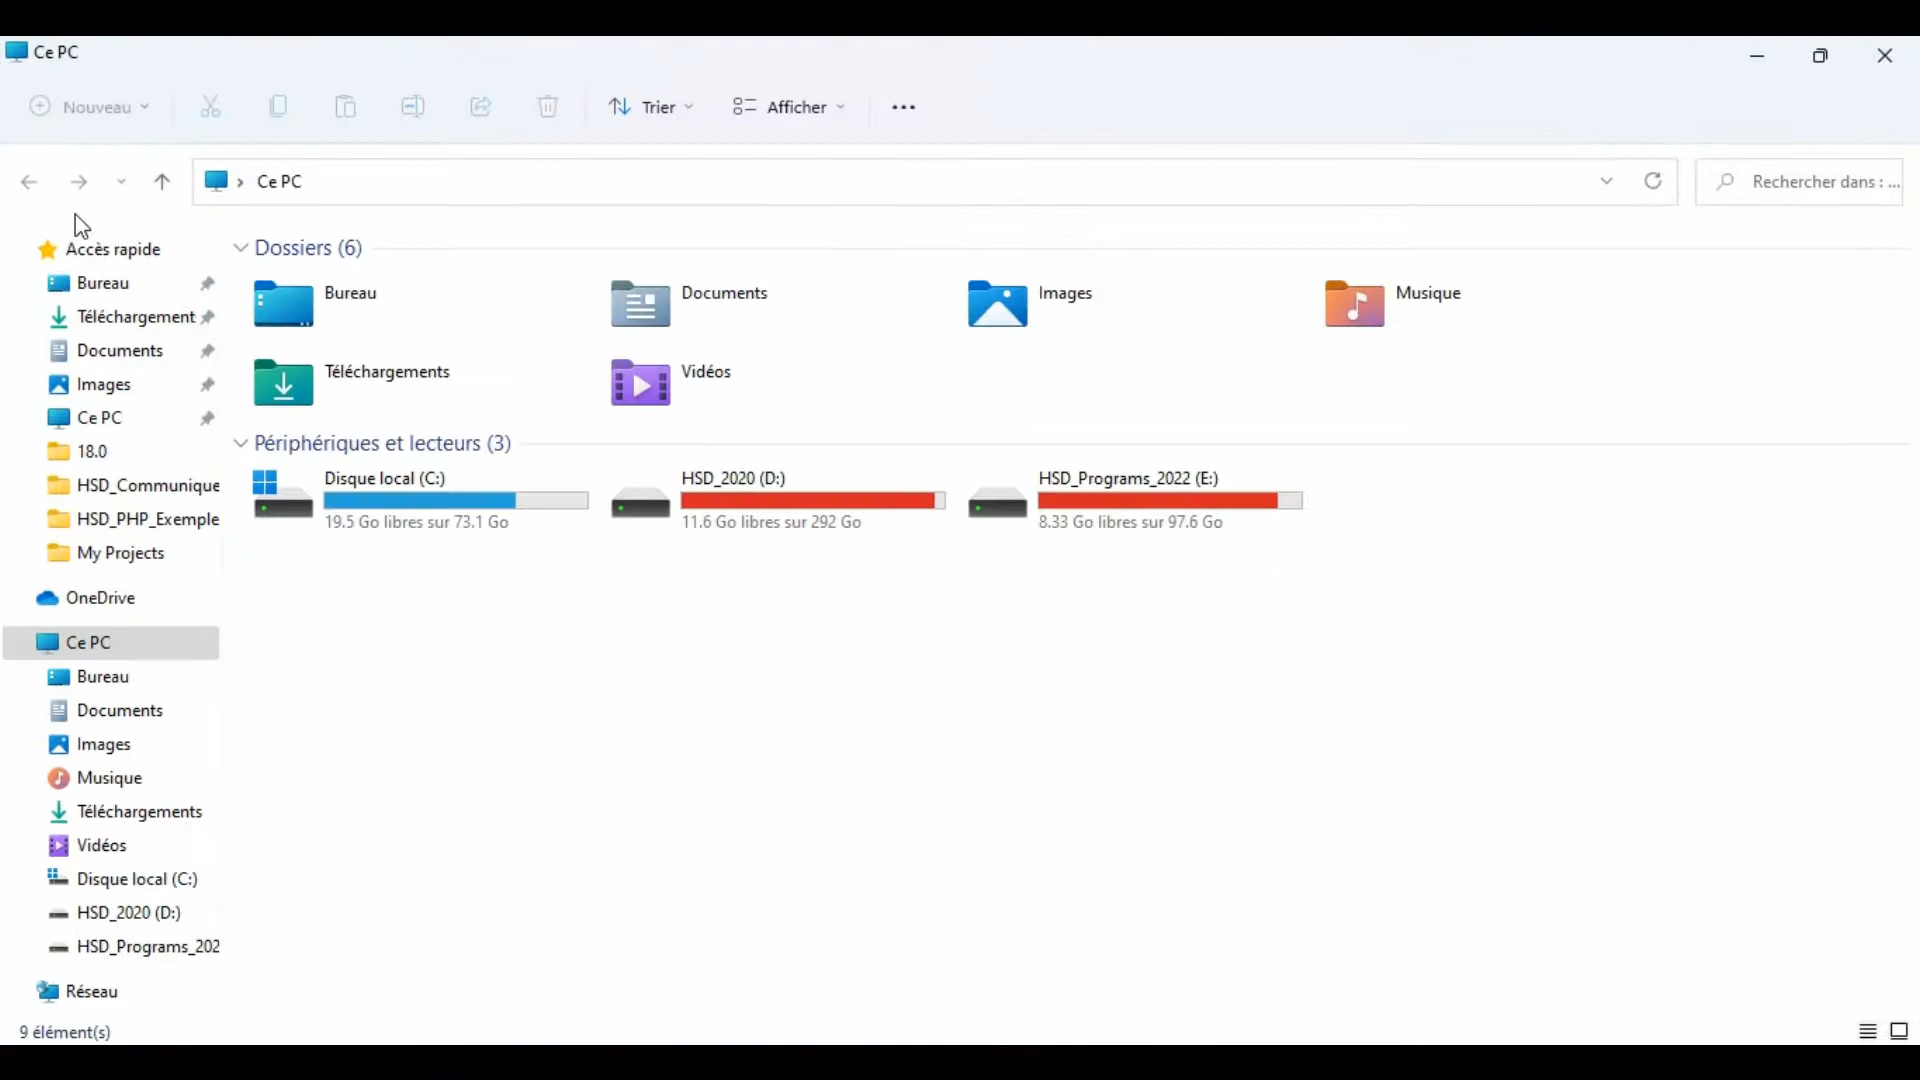 Ce PC
Nouveau
Trier
Afficher
Ce PC
Rechercher dans : ...
Accès rapide
Bureau
Téléchargement
Documents
Images
Ce PC
18.0
HSD_Communique
HSD_PHP_Exemple
My Projects
OneDrive
Ce PC
Bureau
Documents
Images
Musique
Téléchargements
Vidéos
Disque local (C:)
HSD_2020 (D:)
HSD_Programs_202
Réseau
Dossiers (6)
Bureau
Documents
Images
Musique
Téléchargements
Vidéos
Périphériques et lecteurs (3)
Disque local (C:)
19.5 Go libres sur 73.1 Go
HSD_2020 (D:)
11.6 Go libres sur 292 Go
HSD_Programs_2022 (E:)
8.33 Go libres sur 97.6 Go
9 élément(s)